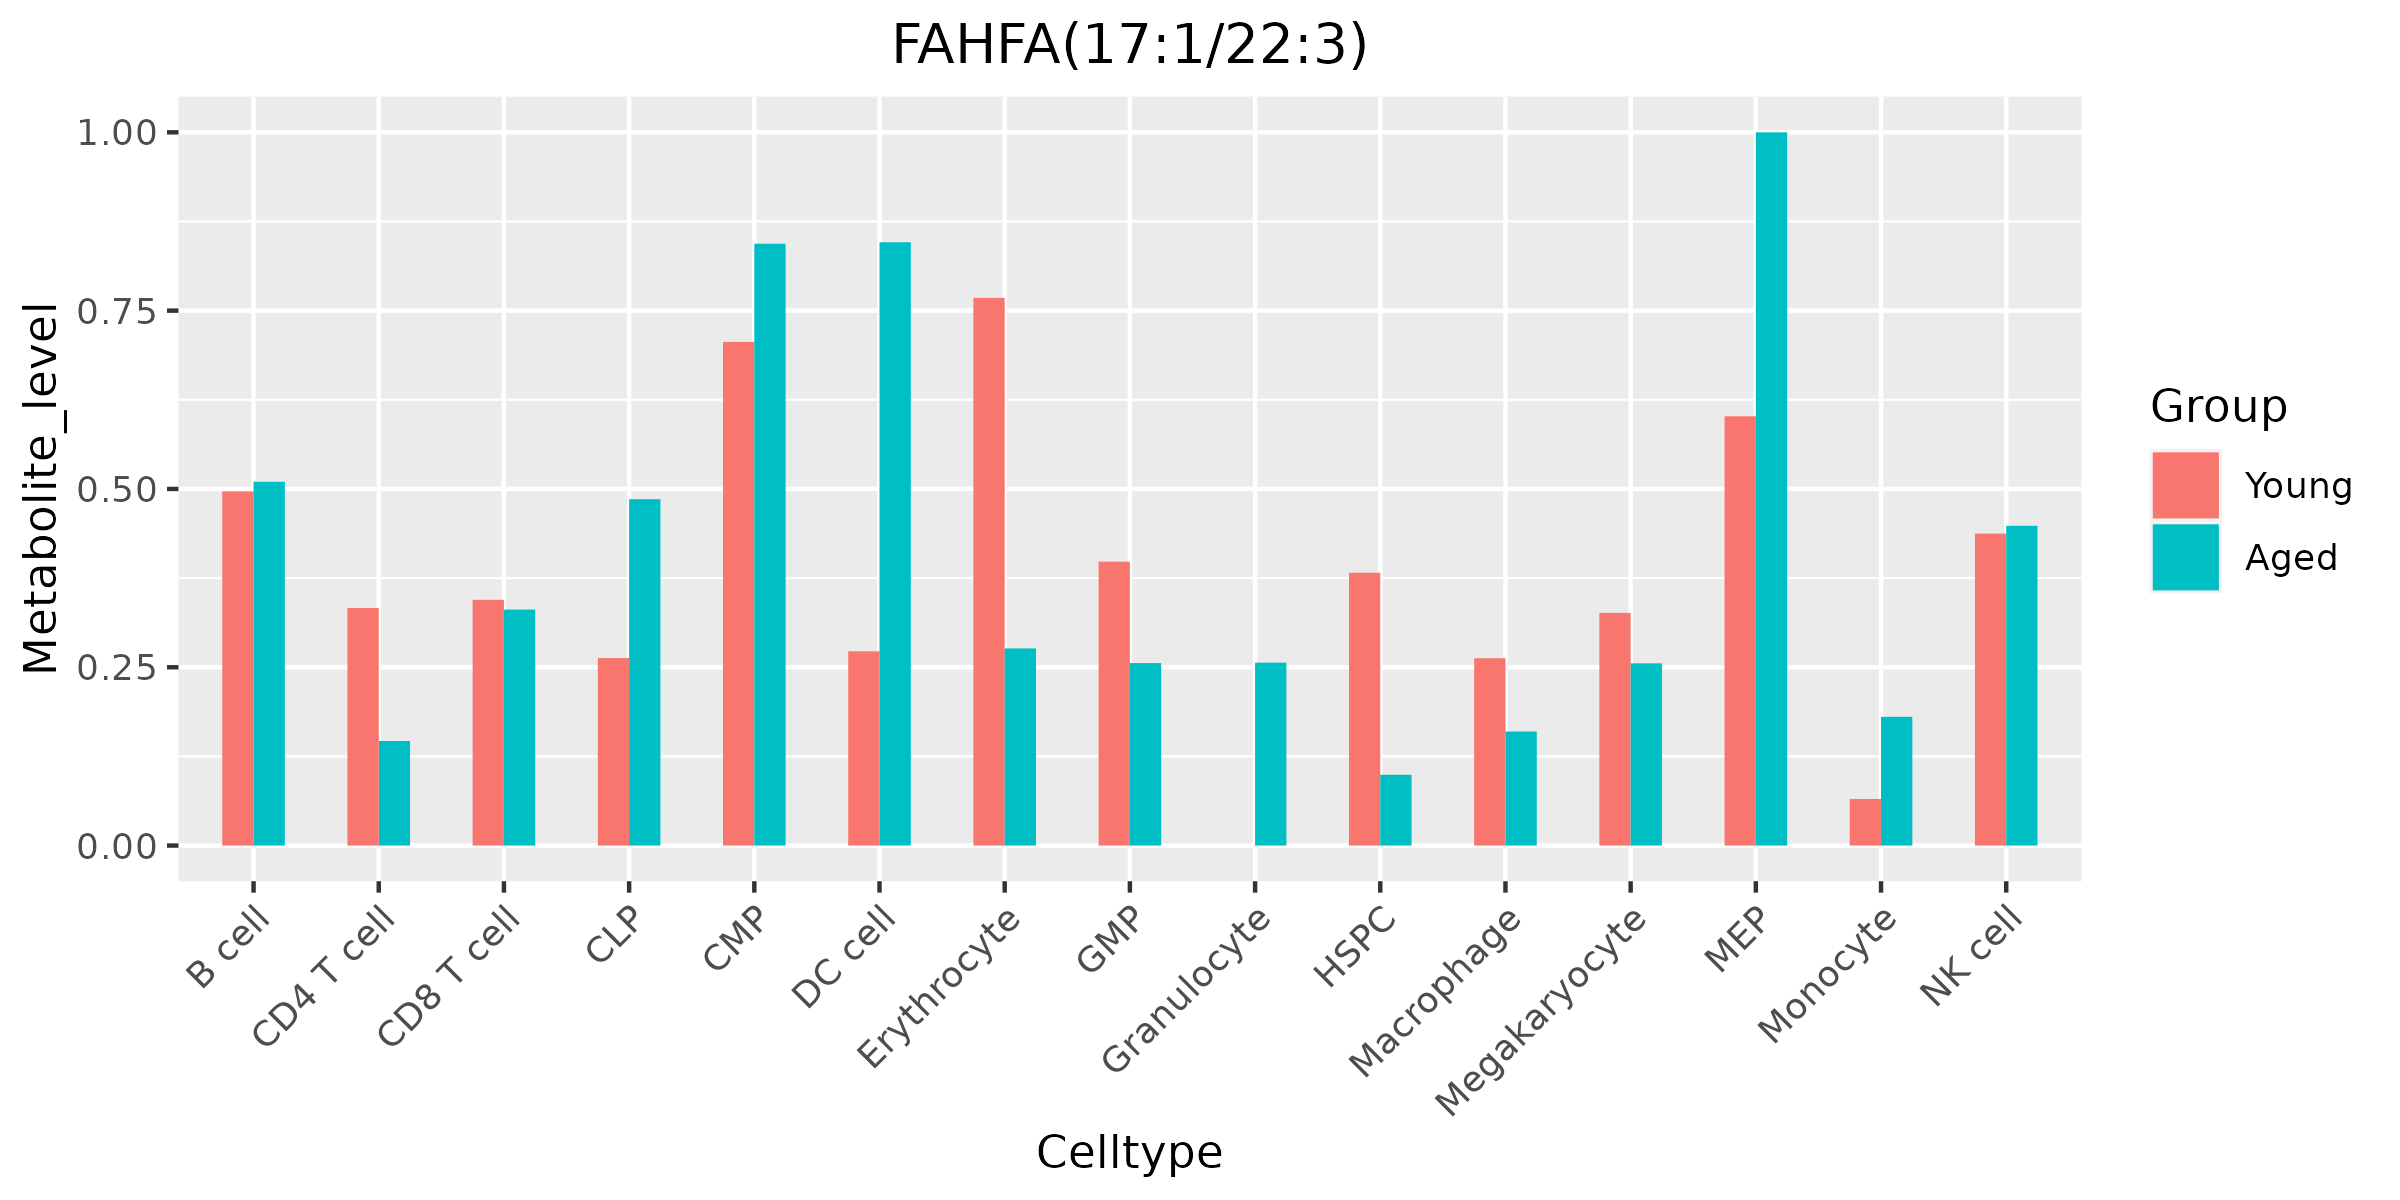 FAHFA(17:1/22:3)
Metabolite_level
1.00
0.75
0.50
0.25
0.00
B cell
CD4 T cell
CD8 T cell
CLP
CMP
DC cell
Erythrocyte
GMP
Granulocyte
HSPC
Macrophage
Megakaryocyte
MEP
Monocyte
NK cell
Celltype
Group
Young
Aged